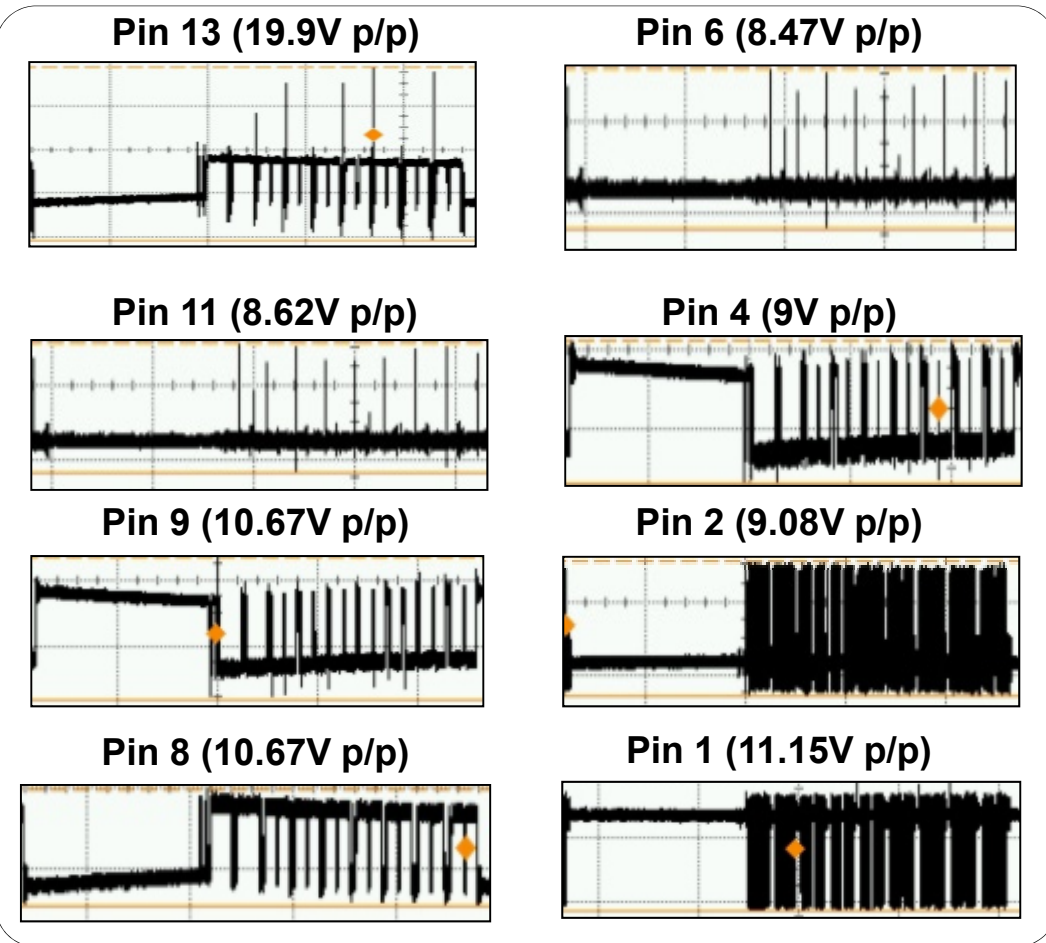 Pin 13 (19.9V p/p)
Pin 6 (8.47V p/p)
Pin 11 (8.62V p/p)
Pin 4 (9V p/p)
Pin 9 (10.67V p/p)
Pin 2 (9.08V p/p)
Pin 8 (10.67V p/p)
Pin 1 (11.15V p/p)